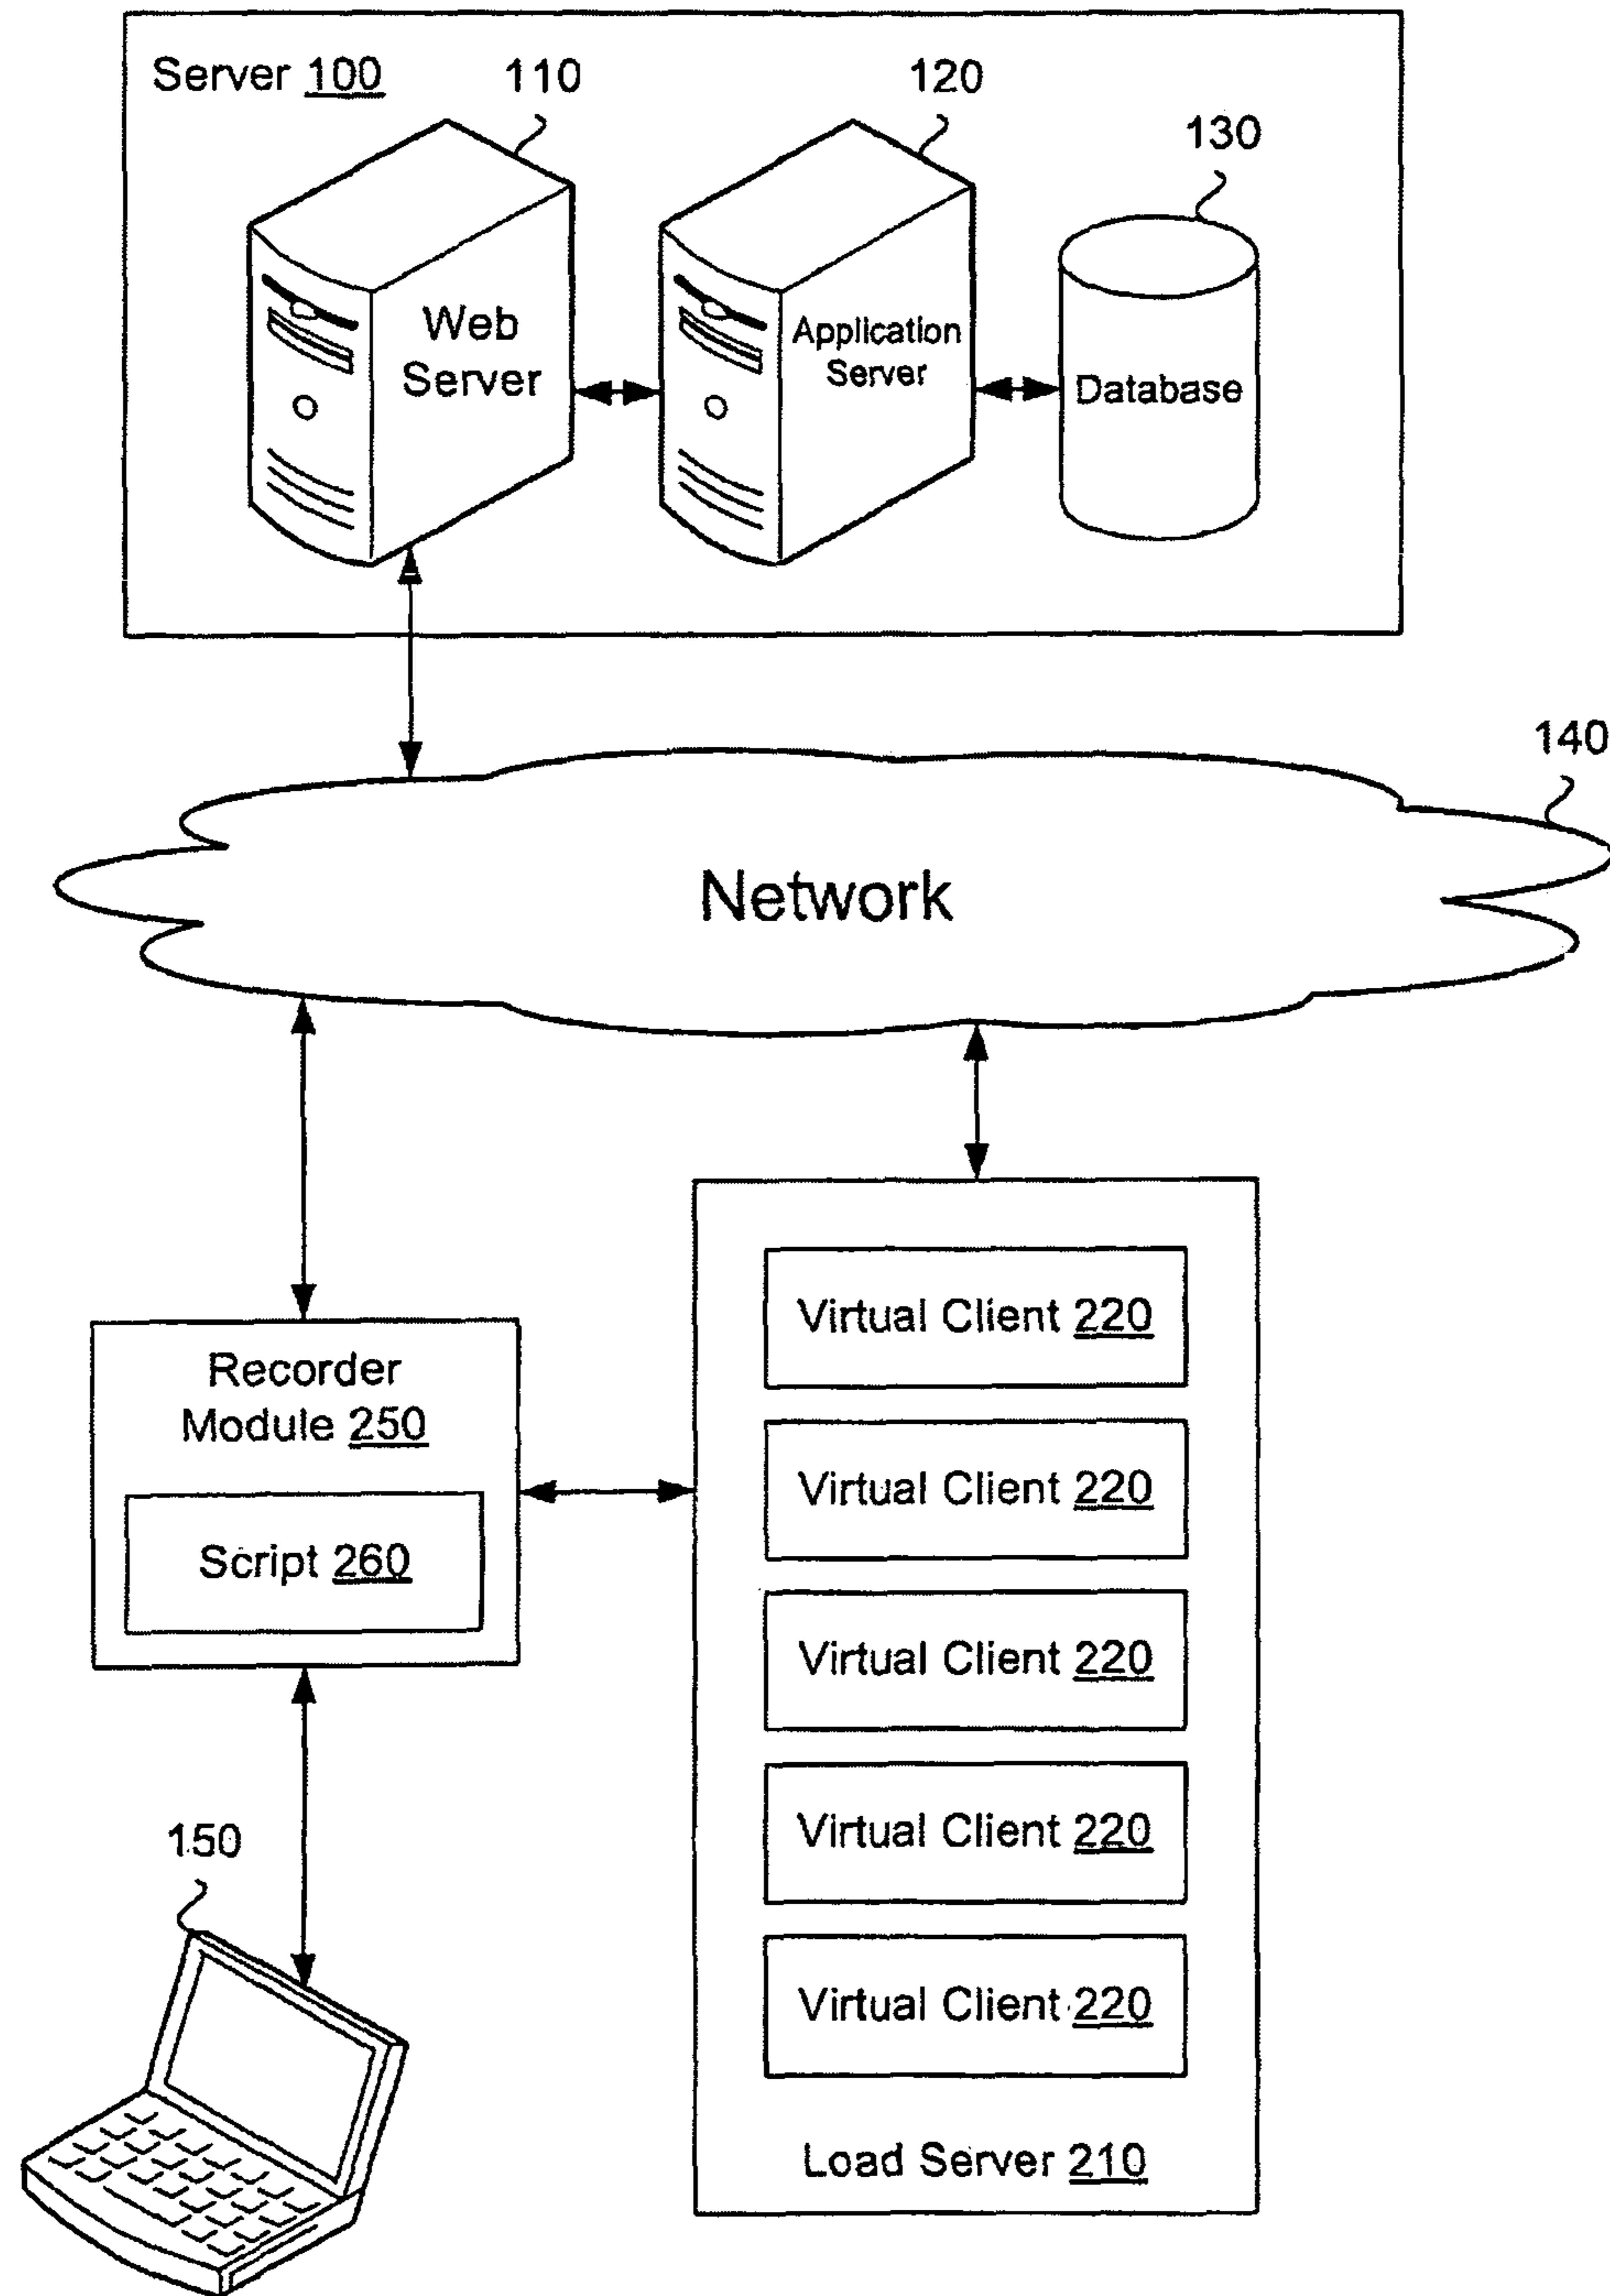 Server 100
110
120
130
Web
Server
Application
Server
Database
140
Network
Recorder
Module 250
Script 260
Virtual Client 220
Virtual Client 220
Virtual Client 220
Virtual Client 220
Virtual Client 220
Load Server 210
150